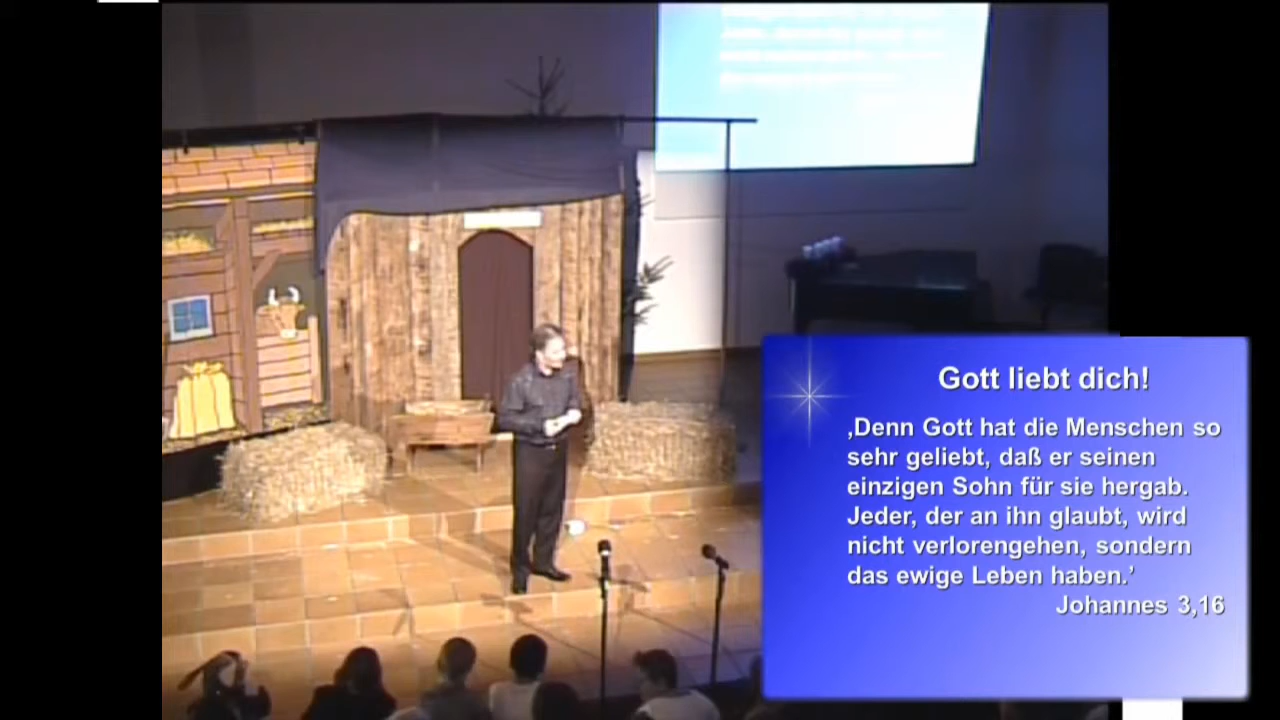 Gott liebt dich!
‚Denn Gott hat die Menschen so
sehr geliebt, daß er seinen
einzigen Sohn für sie hergab.
Jeder, der an ihn glaubt, wird
nicht verlorengehen, sondern
das ewige Leben haben.’
Johannes 3,16